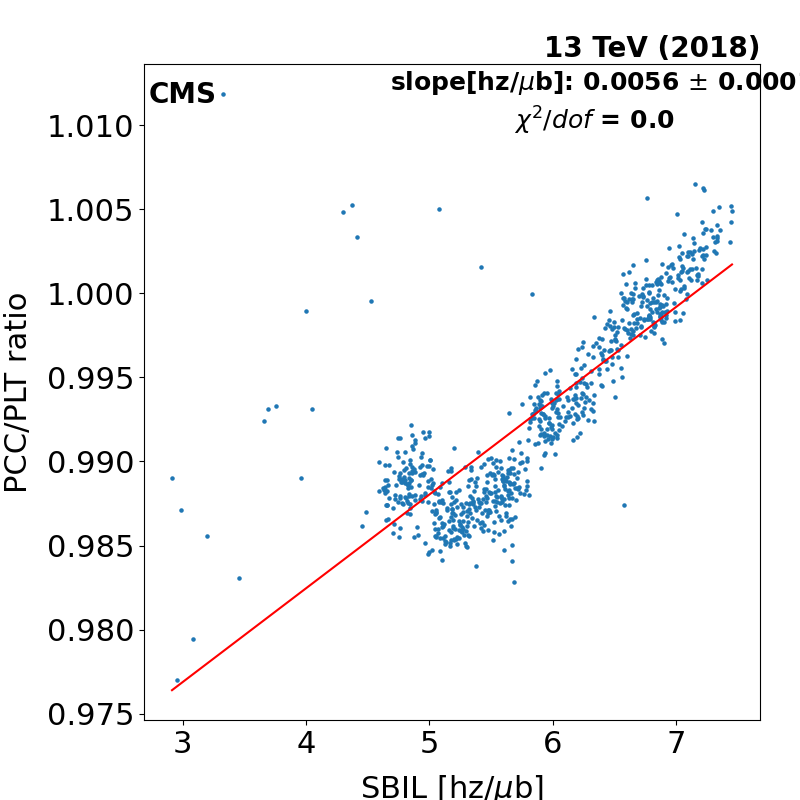 13 TeV (2018)
CMS
slope[hz/μb]: 0.0056 ± 0.000
χ²/dof = 0.0
1.010
1.005
1.000
0.995
0.990
0.985
0.980
0.975
PCC/PLT ratio
3 4 5 6 7
SBIL [hz/μb]